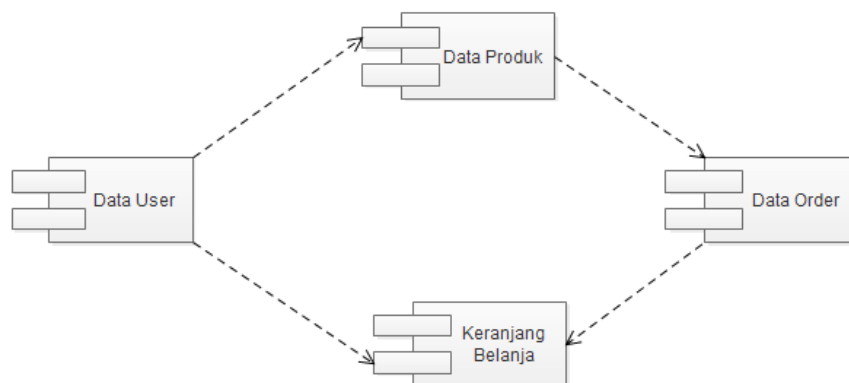 Data Produk
Data User
Data Order
Keranjang
Belanja